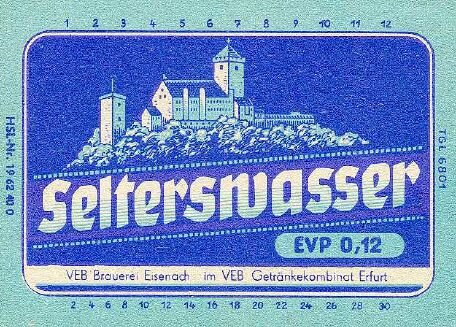 1 2 3 4 5 6 7 8 9 10 11 12
HSL-Nr. 19 62 40 0
TGL 6801
Selterswasser
EVP 0,12
VEB Brauerei Eisenach im VEB Getränkekombinat Erfurt
2 4 6 8 10 12 14 16 18 20 22 24 26 28 30